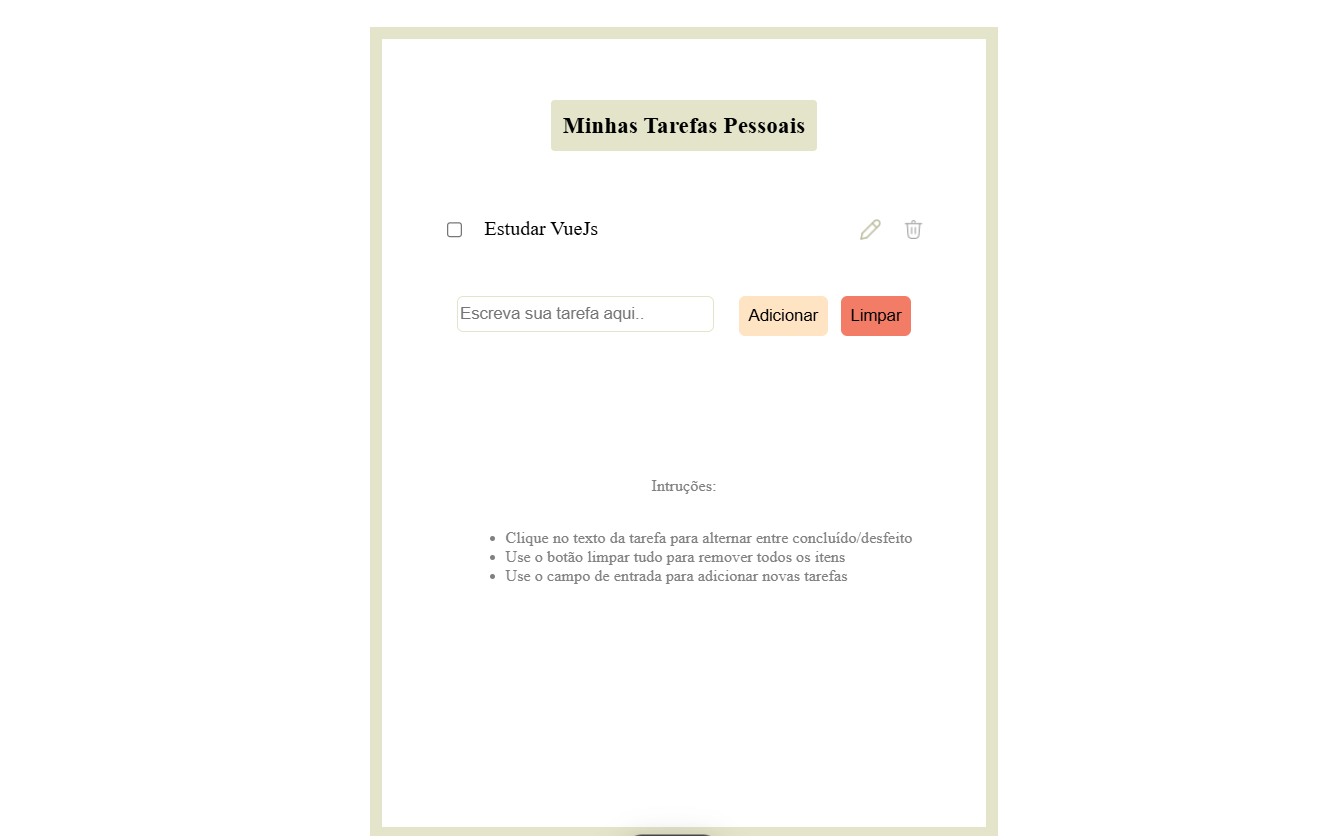 Minhas Tarefas Pessoais
Estudar VueJs
Escreva sua tarefa aqui.. Adicionar Limpar
Intruções:
Clique no texto da tarefa para alternar entre concluído/desfeito
Use o botão limpar tudo para remover todos os itens
Use o campo de entrada para adicionar novas tarefas